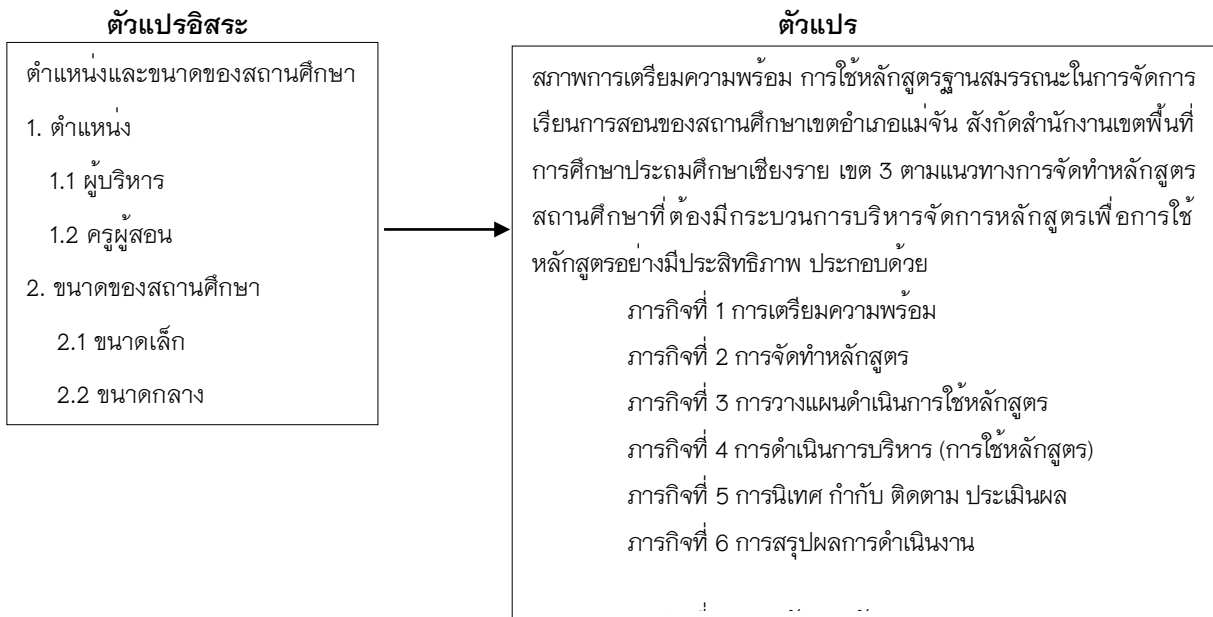 ตัวแปรอิสระ
ตำแหน่งและขนาดของสถานศึกษา
1. ตำแหน่ง
1.1 ผู้บริหาร
1.2 ครูผู้สอน
2. ขนาดของสถานศึกษา
2.1 ขนาดเล็ก
2.2 ขนาดกลาง
ตัวแปร
สภาพการเตรียมความพร้อม การใช้หลักสูตรฐานสมรรถนะในการจัดการ
เรียนการสอนของสถานศึกษาเขตอำเภอแม่จัน สังกัดสำนักงานเขตพื้นที่
การศึกษาประถมศึกษาเชียงราย เขต 3 ตามแนวทางการจัดทำหลักสูตร
สถานศึกษาที่ต้องมีกระบวนการบริหารจัดการหลักสูตรเพื่อการใช้
หลักสูตรอย่างมีประสิทธิภาพ ประกอบด้วย
ภารกิจที่ 1 การเตรียมความพร้อม
ภารกิจที่ 2 การจัดทำหลักสูตร
ภารกิจที่ 3 การวางแผนดำเนินการใช้หลักสูตร
ภารกิจที่ 4 การดำเนินการบริหาร (การใช้หลักสูตร)
ภารกิจที่ 5 การนิเทศ กำกับ ติดตาม ประเมินผล
ภารกิจที่ 6 การสรุปผลการดำเนินงาน